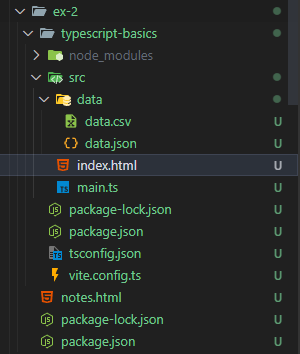 ex-2
typescript-basics
node_modules
src
data
data.csv U
data.json U
index.html U
main.ts U
package-lock.json U
package.json U
tsconfig.json U
vite.config.ts U
notes.html U
package-lock.json U
package.json U